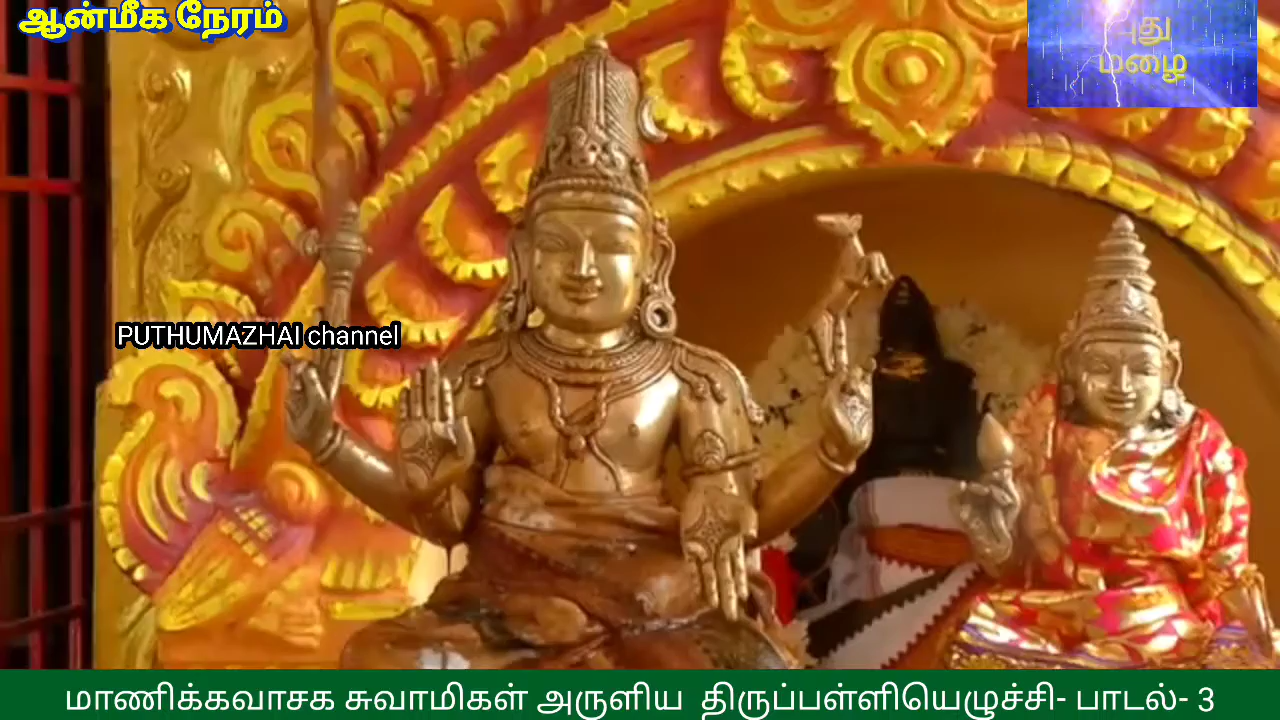 ஆன்மீக நேரம்
புது
மழை
PUTHUMAZHAI channel
மாணிக்கவாசக சுவாமிகள் அருளிய திருப்பள்ளியெழுச்சி- பாடல்- 3